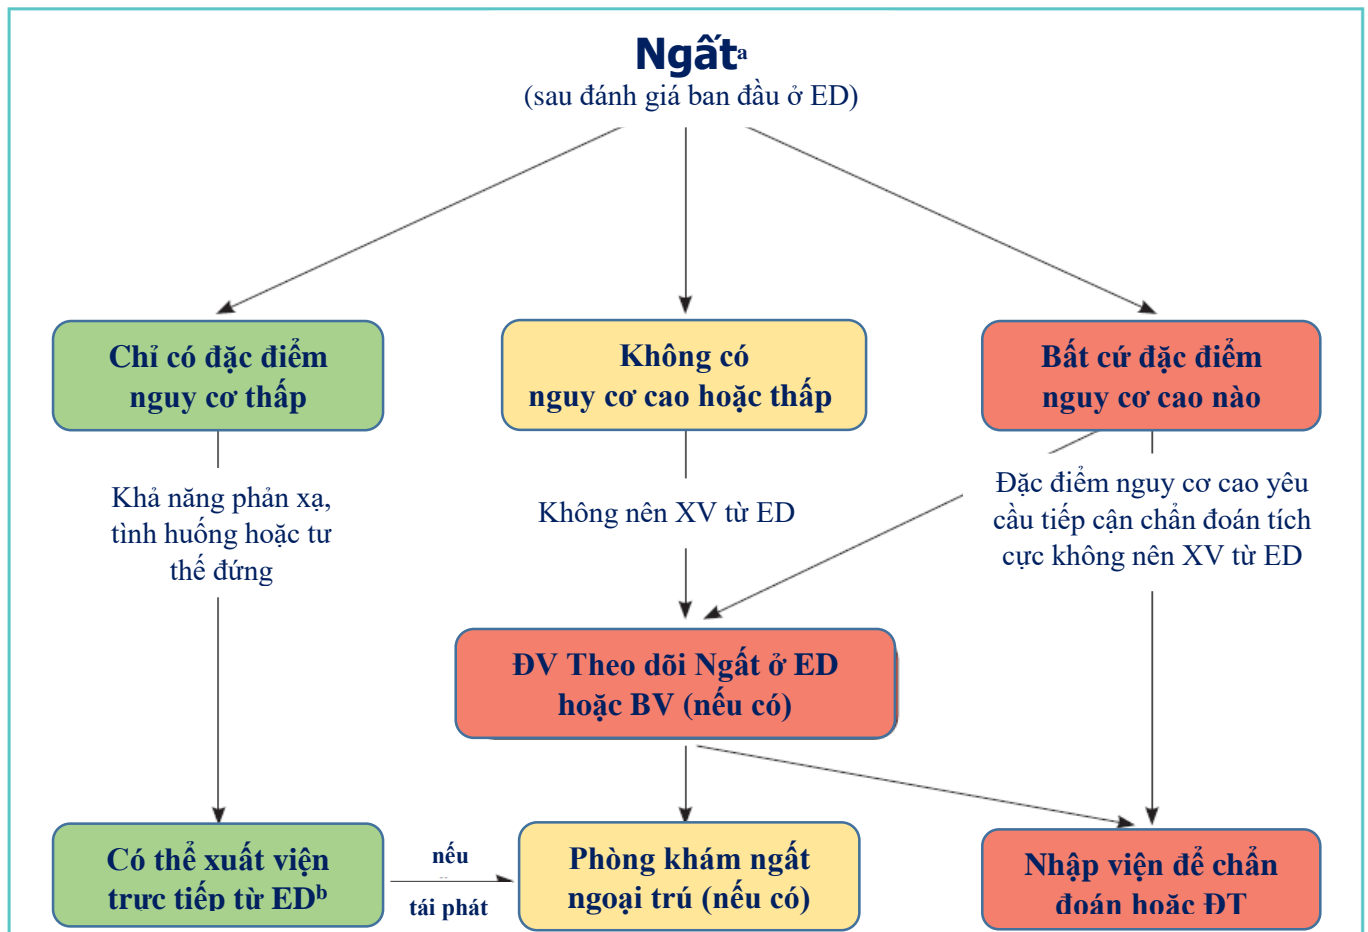 Ngấtᵃ
(sau đánh giá ban đầu ở ED)
Chỉ có đặc điểm
nguy cơ thấp
Không có
nguy cơ cao hoặc thấp
Bất cứ đặc điểm
nguy cơ cao nào
Khả năng phản xạ,
tình huống hoặc tư
thế đứng
Không nên XV từ ED
Đặc điểm nguy cơ cao yêu
cầu tiếp cận chẩn đoán tích
cực không nên XV từ ED
ĐV Theo dõi Ngất ở ED
hoặc BV (nếu có)
Có thể xuất viện
trực tiếp từ EDᵇ
nếu
tái phát
Phòng khám ngất
ngoại trú (nếu có)
Nhập viện để chẩn
đoán hoặc ĐT